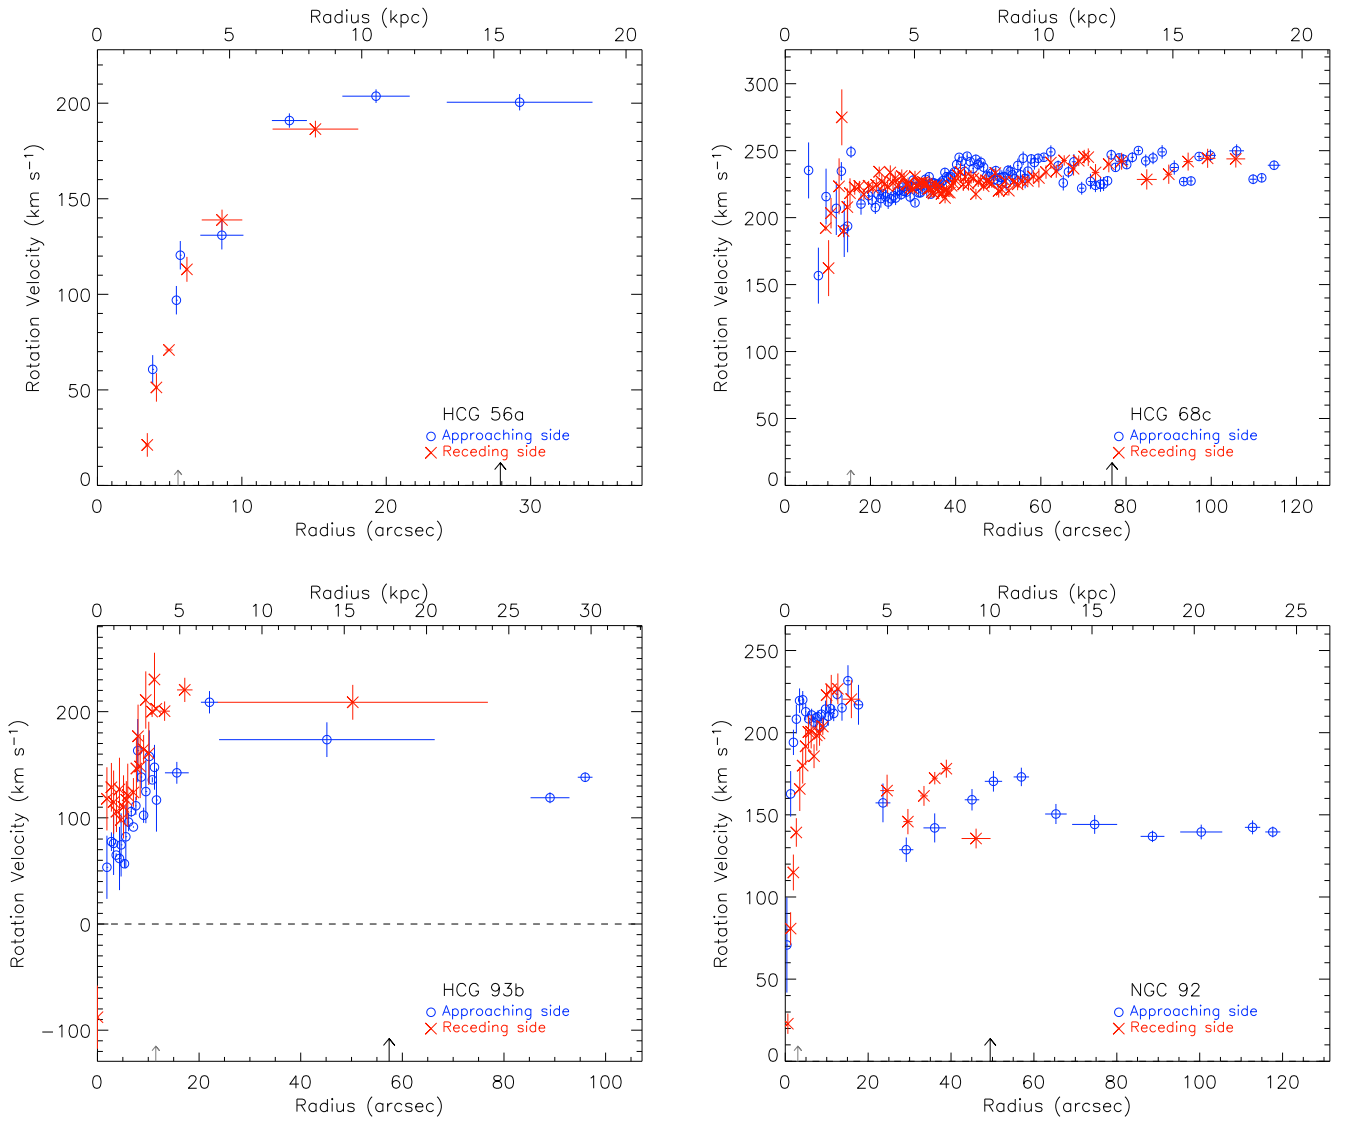 Radius (kpc)
0 5 10 15 20
200
150
100
50
0
Rotation Velocity (km s⁻¹)
HCG 56a
Approaching side
Receding side
0 10 20 30
Radius (arcsec)
Radius (kpc)
0 5 10 15 20
300
250
200
150
100
50
0
Rotation Velocity (km s⁻¹)
HCG 68c
Approaching side
Receding side
0 20 40 60 80 100 120
Radius (arcsec)
Radius (kpc)
0 5 10 15 20 25 30
200
100
0
−100
Rotation Velocity (km s⁻¹)
HCG 93b
Approaching side
Receding side
0 20 40 60 80 100
Radius (arcsec)
Radius (kpc)
0 5 10 15 20 25
250
200
150
100
50
0
Rotation Velocity (km s⁻¹)
NGC 92
Approaching side
Receding side
0 20 40 60 80 100 120
Radius (arcsec)